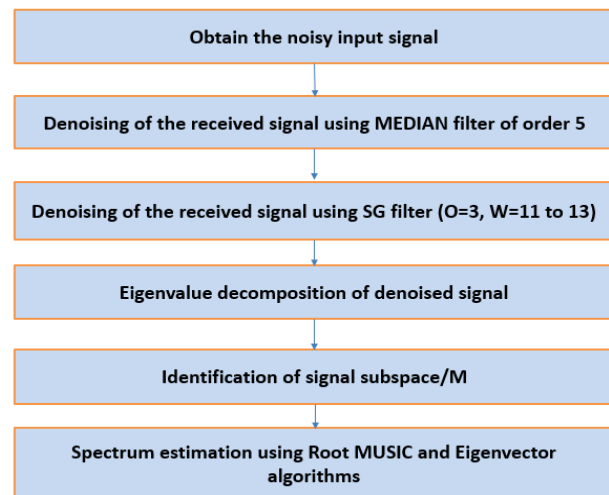 Obtain the noisy input signal
Denoising of the received signal using MEDIAN filter of order 5
Denoising of the received signal using SG filter (O=3, W=11 to 13)
Eigenvalue decomposition of denoised signal
Identification of signal subspace/M
Spectrum estimation using Root MUSIC and Eigenvector
algorithms